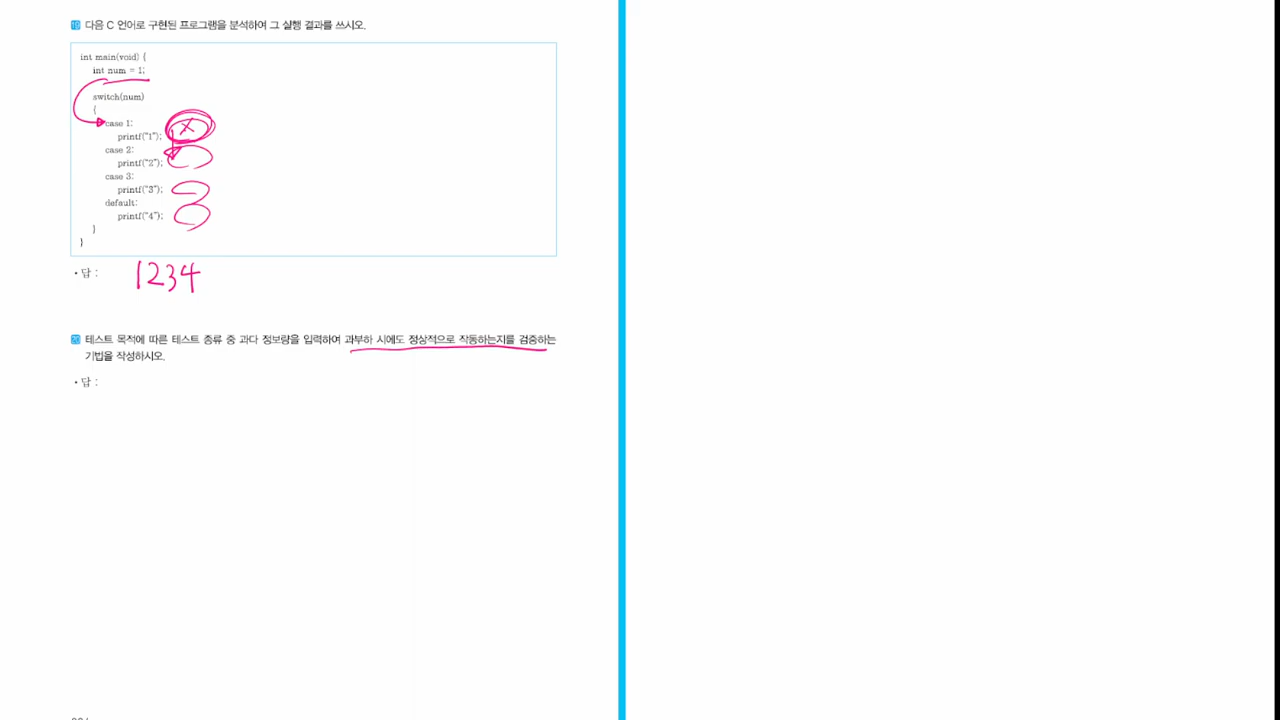 19 다음 C 언어로 구현된 프로그램을 분석하여 그 실행 결과를 쓰시오.
int main(void) {
int num = 1;
switch(num)
{
case 1:
printf("1");
case 2:
printf("2");
case 3:
printf("3");
default:
printf("4");
}
}
• 답 : 1234
20 테스트 목적에 따른 테스트 종류 중 과다 정보량을 입력하여 과부하 시에도 정상적으로 작동하는지를 검증하는
기법을 작성하시오.
• 답 :